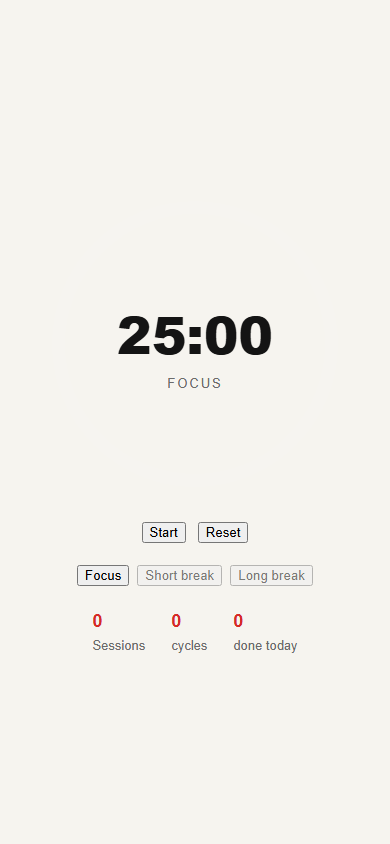 25:00
FOCUS
Start Reset
Focus Short break Long break
0 0 0
Sessions cycles done today